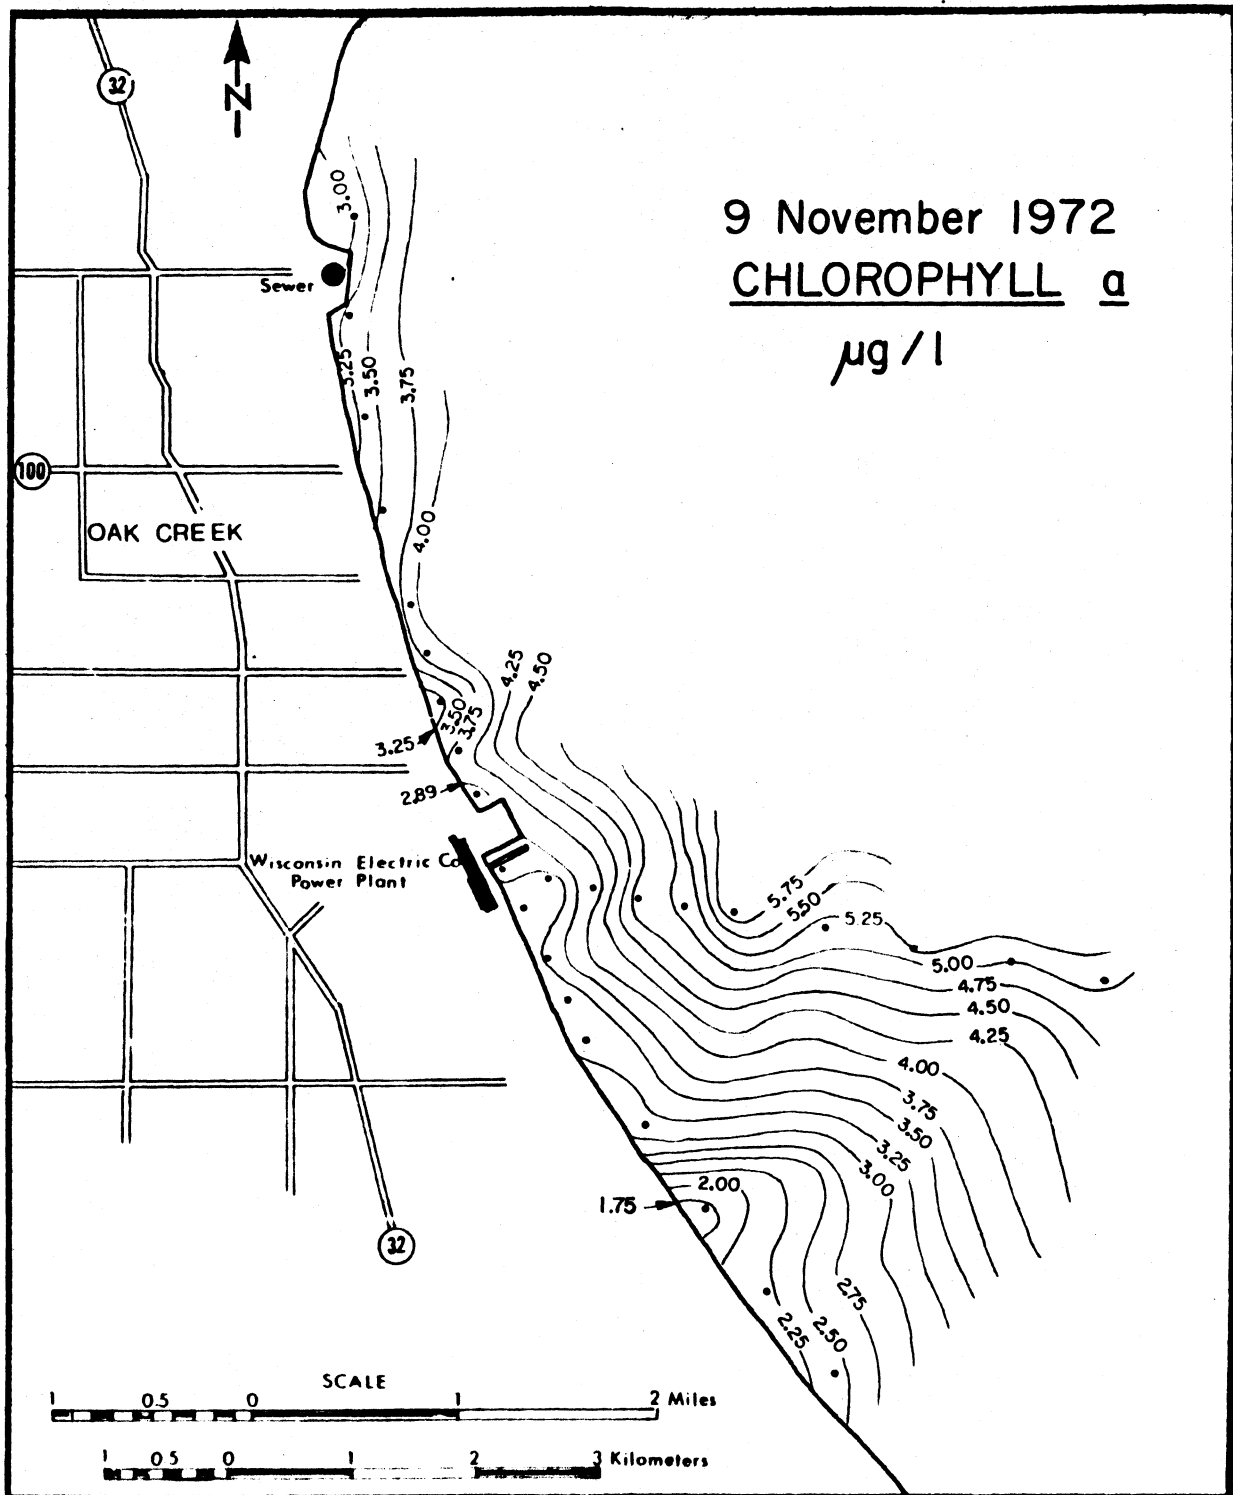 32
N
9 November 1972
CHLOROPHYLL a
µg/l
3.00
Sewer
3.25
3.50
3.75
100
OAK CREEK
4.00
4.25
4.50
3.50
3.75
3.25
2.89
Wisconsin Electric Co
Power Plant
5.75
5.50
5.25
5.00
4.75
4.50
4.25
4.00
3.75
3.50
3.25
3.00
2.00
1.75
32
2.75
2.50
2.25
SCALE
1 0.5 0 1 2 Miles
1 0 5 0 1 2 3 Kilometers